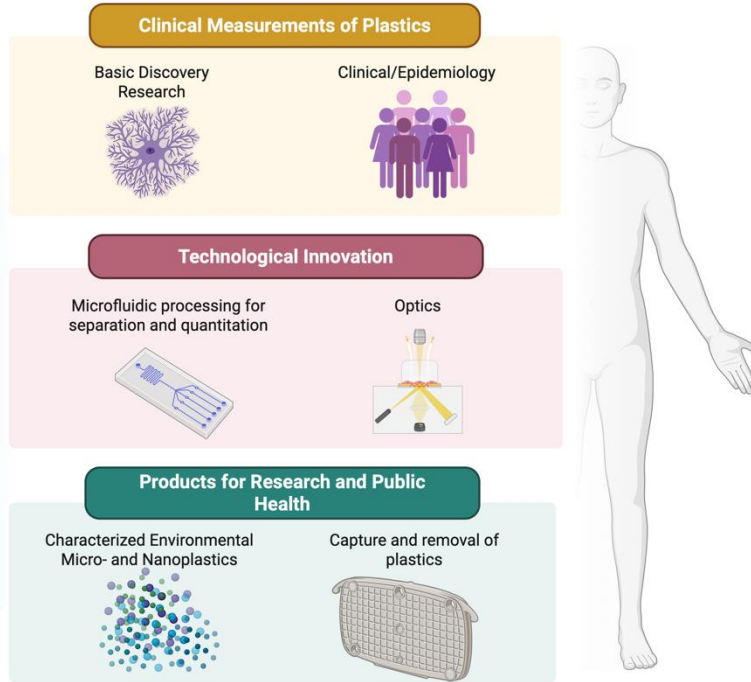 Clinical Measurements of Plastics
Basic Discovery
Research
Clinical/Epidemiology
Technological Innovation
Microfluidic processing for
separation and quantitation
Optics
Products for Research and Public
Health
Characterized Environmental
Micro- and Nanoplastics
Capture and removal of
plastics